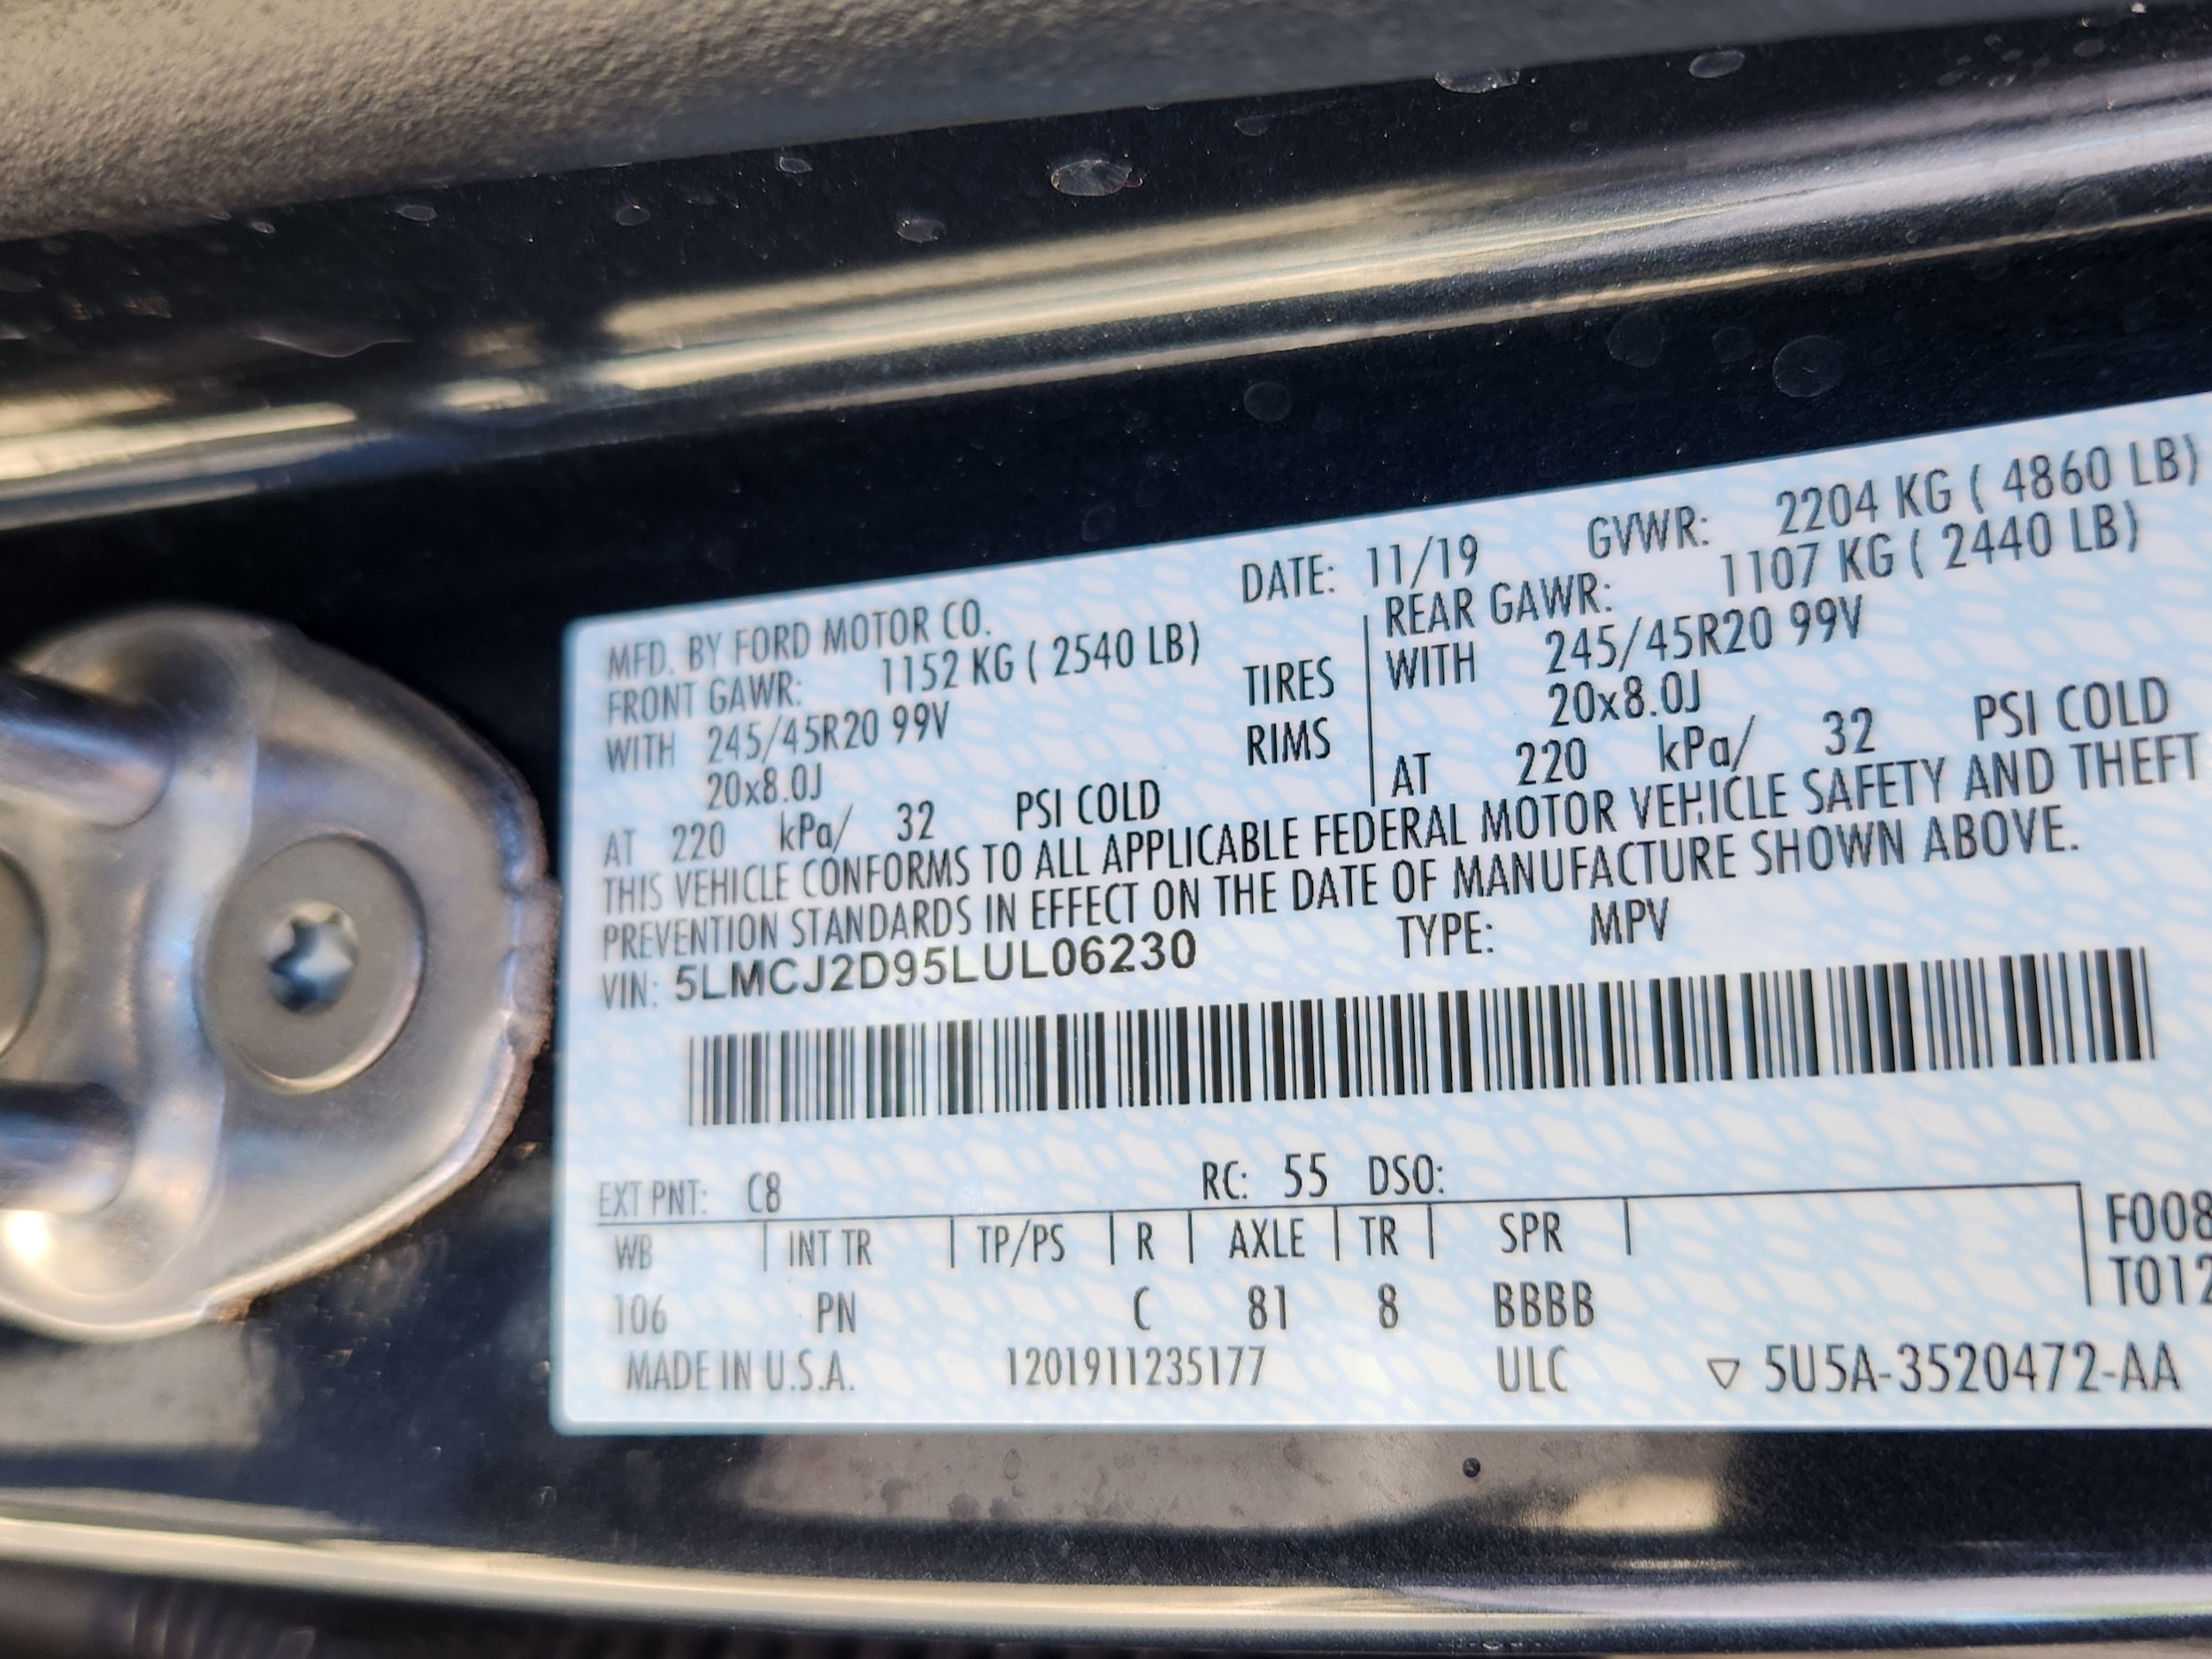 MFD. BY FORD MOTOR CO. DATE: 11/19 GVWR: 2204 KG ( 4860 LB)
FRONT GAWR: 1152 KG ( 2540 LB) REAR GAWR: 1107 KG ( 2440 LB)
WITH 245/45R20 99V TIRES WITH 245/45R20 99V
20x8.0J RIMS 20x8.0J
AT 220 kPa/ 32 PSI COLD AT 220 kPa/ 32 PSI COLD
THIS VEHICLE CONFORMS TO ALL APPLICABLE FEDERAL MOTOR VEHICLE SAFETY AND THEFT
PREVENTION STANDARDS IN EFFECT ON THE DATE OF MANUFACTURE SHOWN ABOVE.
VIN: 5LMCJ2D95LUL06230 TYPE: MPV
EXT PNT: C8 RC: 55 DSO:
WB INT TR TP/PS R AXLE TR SPR F008
106 PN C 81 8 BBBB T012
MADE IN U.S.A. 1201911235177 ULC ▽ 5U5A-3520472-AA